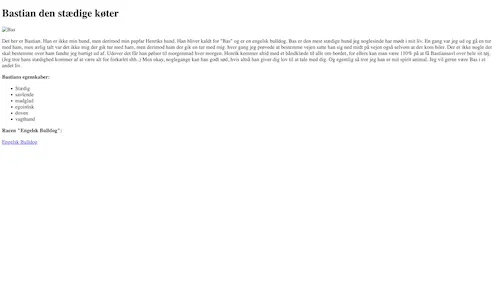 Bastian den stædige køter
Bas
Det her er Bastian. Han er ikke min hund, men derimod min papfar Henriks hund. Han bliver kaldt for "Bas" og er en engelsk bulldog. Bas er den mest stædige hund jeg nogensinde har mødt i mit liv. En gang var jeg ude og gå en tur
med ham, men ærlig talt var det ikke mig der gik tur med ham, men derimod ham der gik en tur med mig. hver gang jeg prøvede at bestemme vejen satte han sig ned midt på vejen også selvom at der kom biler. Det er ikke nogle der
skal bestemme over ham fandt jeg hurtigt ud af. Udover det får han pølser til morgenmad hver morgen. Henrik kommer altid med et håndklæde til alle om bordet, for ellers kan man være 100% på at få Bastiansavl over hele sit tøj.
(Jeg tror hans stædighed kommer af at være alt for forkælet shh..) Men okay, nogle gange kan han godt nød, hvis altså han giver dig lov til at tale med dig. Og egentlig så tror jeg han er mit spirit animal. Jeg vil gerne være Bas i et
andet liv.
Bastians egenskaber:
Stædig
savlende
madglad
egoistisk
doven
vagthund
Racen "Engelsk Bulldog":
Engelsk Bulldog